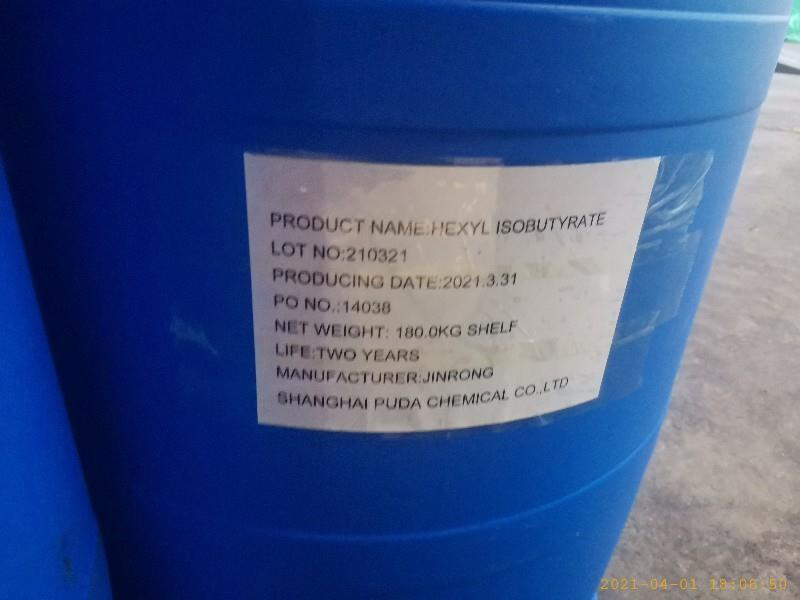 PRODUCT NAME:HEXYL ISOBUTYRATE
LOT NO:210321
PRODUCING DATE:2021.3.31
PO NO.:14038
NET WEIGHT: 180.0KG SHELF
LIFE:TWO YEARS
MANUFACTURER:JINRONG
SHANGHAI PUDA CHEMICAL CO.,LTD
2021-04-01 18:08:50